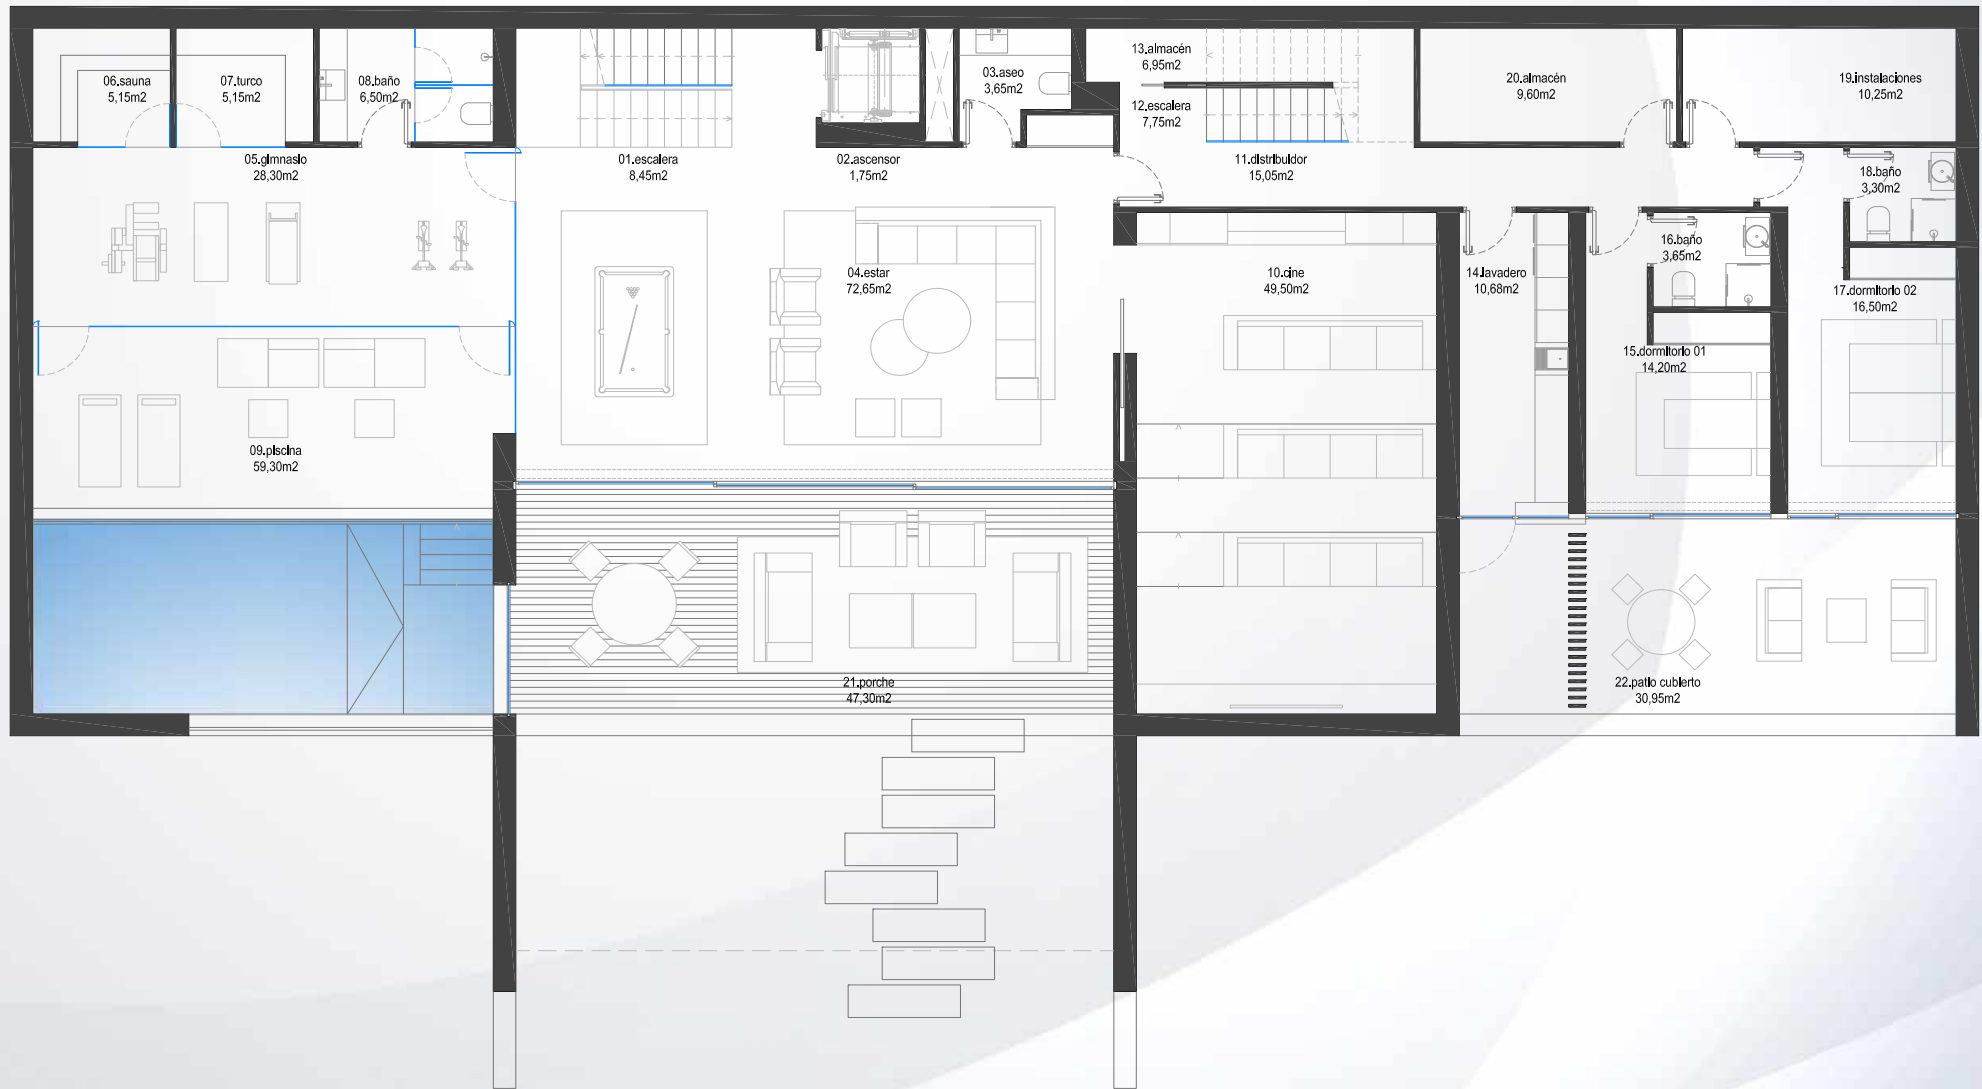 06.sauna
5,15m2
07.turco
5,15m2
08.baño
6,50m2
03.aseo
3,65m2
13.almacén
6,95m2
12.escalera
7,75m2
20.almacén
9,60m2
19.instalaciones
10,25m2
05.gimnasio
28,30m2
01.escalera
8,45m2
02.ascensor
1,75m2
11.distribuidor
15,05m2
18.baño
3,30m2
16.baño
3,65m2
04.estar
72,65m2
10.cine
49,50m2
14.lavadero
10,68m2
17.dormitorio 02
16,50m2
15.dormitorio 01
14,20m2
09.piscina
59,30m2
21.porche
47,30m2
22.patio cubierto
30,95m2